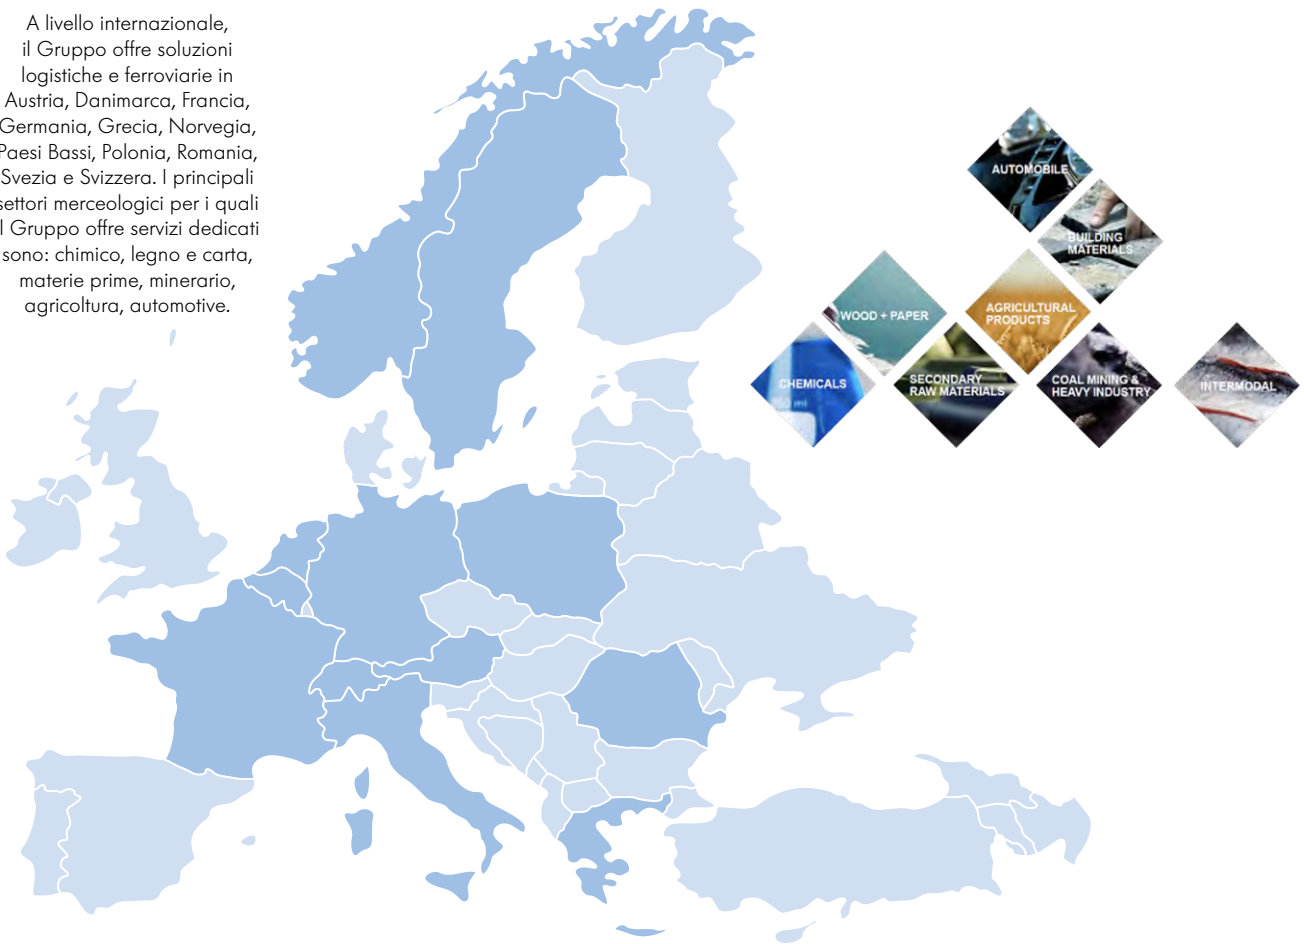 A livello internazionale,
il Gruppo offre soluzioni
logistiche e ferroviarie in
Austria, Danimarca, Francia,
Germania, Grecia, Norvegia,
Paesi Bassi, Polonia, Romania,
Svezia e Svizzera. I principali
settori merceologici per i quali
il Gruppo offre servizi dedicati
sono: chimico, legno e carta,
materie prime, minerario,
agricoltura, automotive.
AUTOMOBILE
BUILDING
MATERIALS
WOOD + PAPER
AGRICULTURAL
PRODUCTS
CHEMICALS
SECONDARY
RAW MATERIALS
COAL MINING &
HEAVY INDUSTRY
INTERMODAL